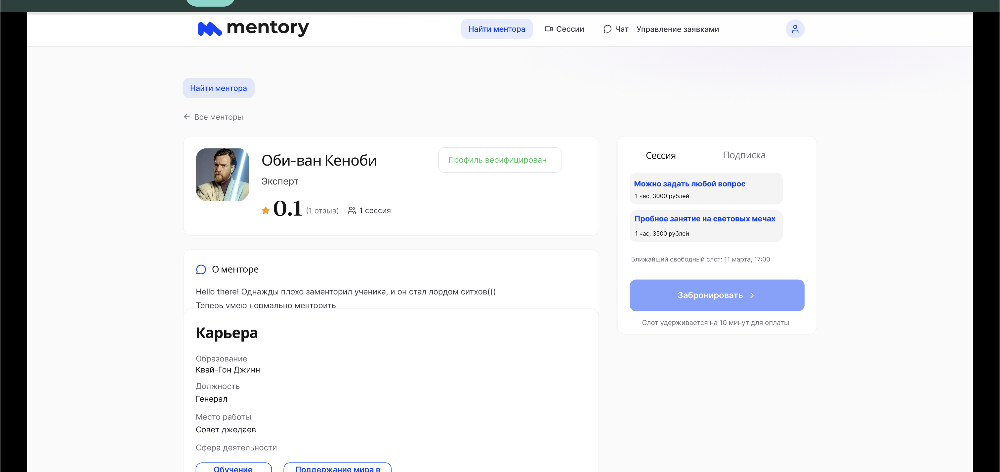 mentory
Найти ментора
Сессии
Чат
Управление заявками
Найти ментора
Все менторы
Оби-ван Кеноби
Профиль верифицирован
Эксперт
0.1 (1 отзыв) 1 сессия
О менторе
Hello there! Однажды плохо заменторил ученика, и он стал лордом ситхов(((
Теперь умею нормально менторить
Карьера
Образование
Квай-Гон Джинн
Должность
Генерал
Место работы
Совет джедаев
Сфера деятельности
Обучение
Поддержание мира в
Сессия
Подписка
Можно задать любой вопрос
1 час, 3000 рублей
Пробное занятие на световых мечах
1 час, 3500 рублей
Ближайший свободный слот: 11 марта, 17:00
Забронировать
Слот удерживается на 10 минут для оплаты